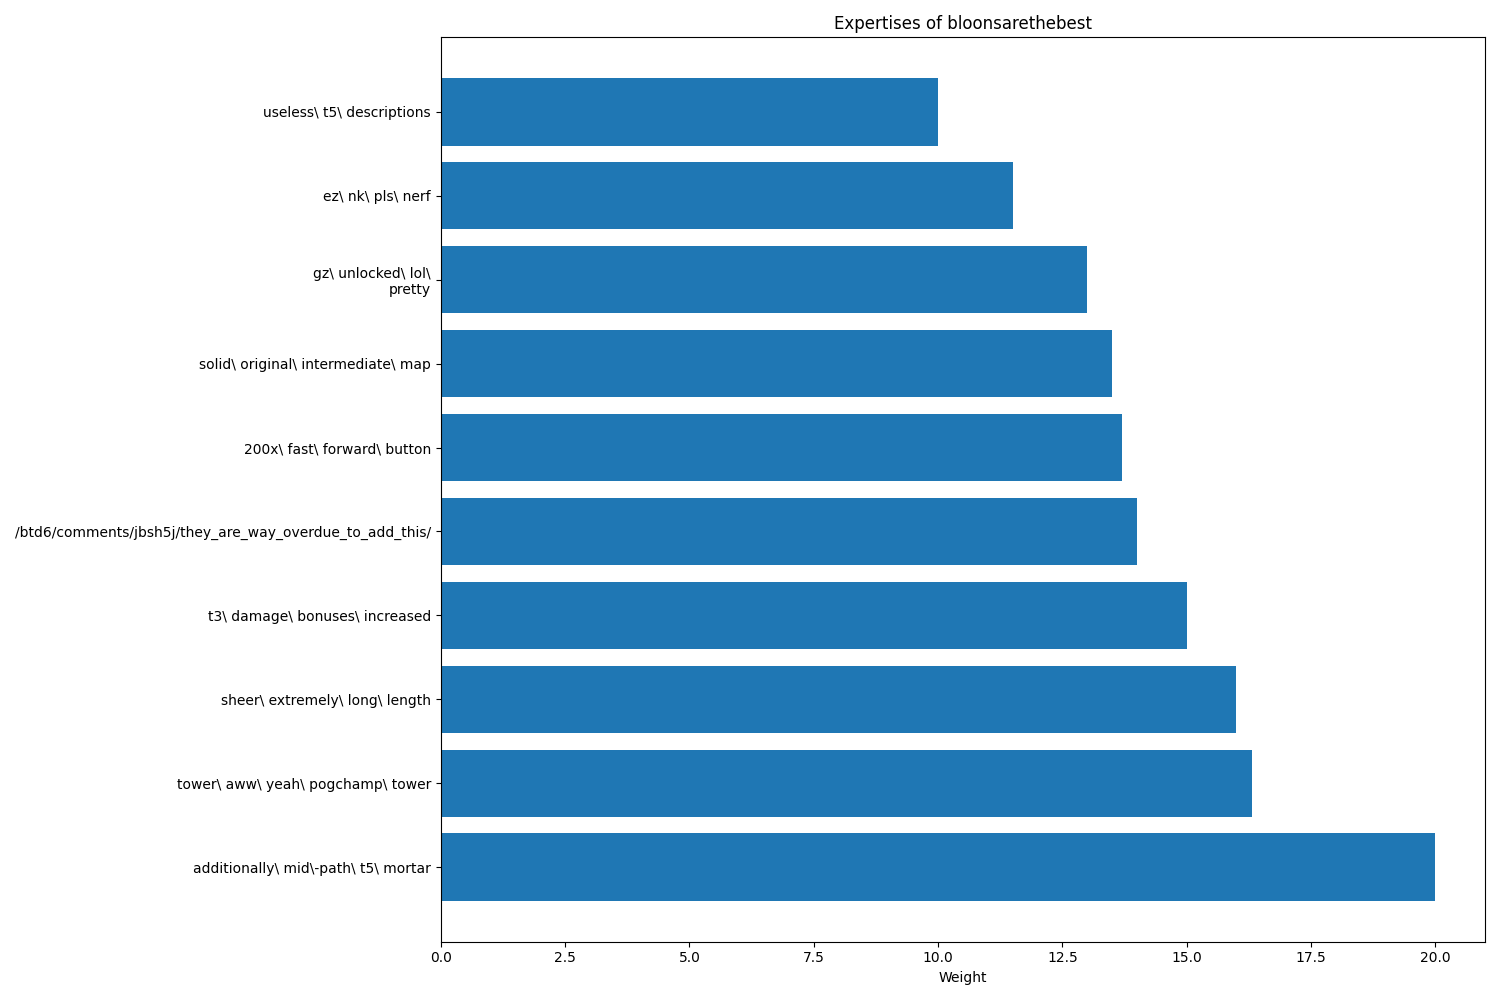 Expertises of bloonsarethebest
useless\ t5\ descriptions
ez\ nk\ pls\ nerf
gz\ unlocked\ lol\
pretty
solid\ original\ intermediate\ map
200x\ fast\ forward\ button
/btd6/comments/jbsh5j/they_are_way_overdue_to_add_this/
t3\ damage\ bonuses\ increased
sheer\ extremely\ long\ length
tower\ aww\ yeah\ pogchamp\ tower
additionally\ mid\-path\ t5\ mortar
0.0 2.5 5.0 7.5 10.0 12.5 15.0 17.5 20.0
Weight